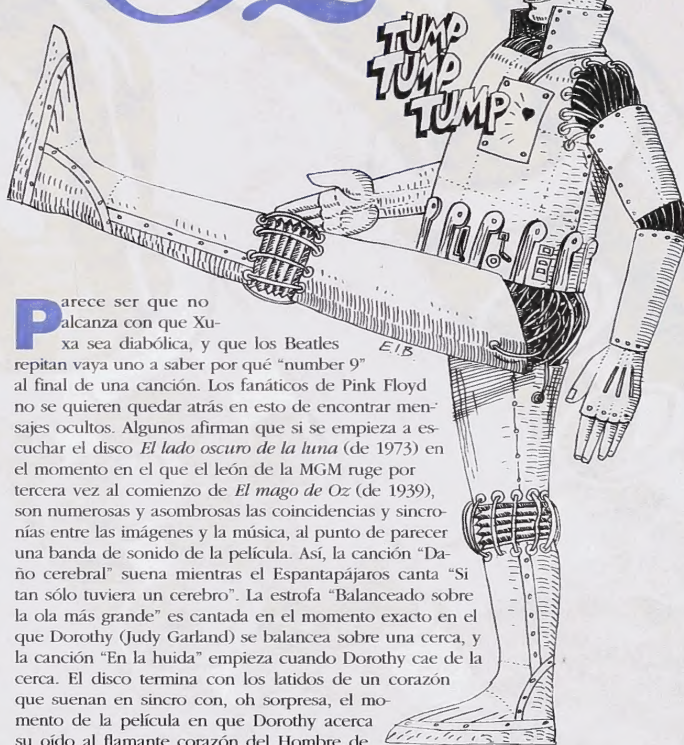 TUMP
TUMP
TUMP
Parece ser que no
alcanza con que Xu-
xa sea diabólica, y que los Beatles
repitan vaya uno a saber por qué “number 9”
al final de una canción. Los fanáticos de Pink Floyd
no se quieren quedar atrás en esto de encontrar men-
sajes ocultos. Algunos afirman que si se empieza a es-
cuchar el disco El lado oscuro de la luna (de 1973) en
el momento en el que el león de la MGM ruge por
tercera vez al comienzo de El mago de Oz (de 1939),
son numerosas y asombrosas las coincidencias y sincro-
nías entre las imágenes y la música, al punto de parecer
una banda de sonido de la película. Así, la canción “Da-
ño cerebral” suena mientras el Espantapájaros canta “Si
tan sólo tuviera un cerebro”. La estrofa “Balanceado sobre
la ola más grande” es cantada en el momento exacto en el
que Dorothy (Judy Garland) se balancea sobre una cerca, y
la canción “En la huida” empieza cuando Dorothy cae de la
cerca. El disco termina con los latidos de un corazón
que suenan en sincro con, oh sorpresa, el mo-
mento de la película en que Dorothy acerca
su oído al flamante corazón del Hombre de
E.I.B